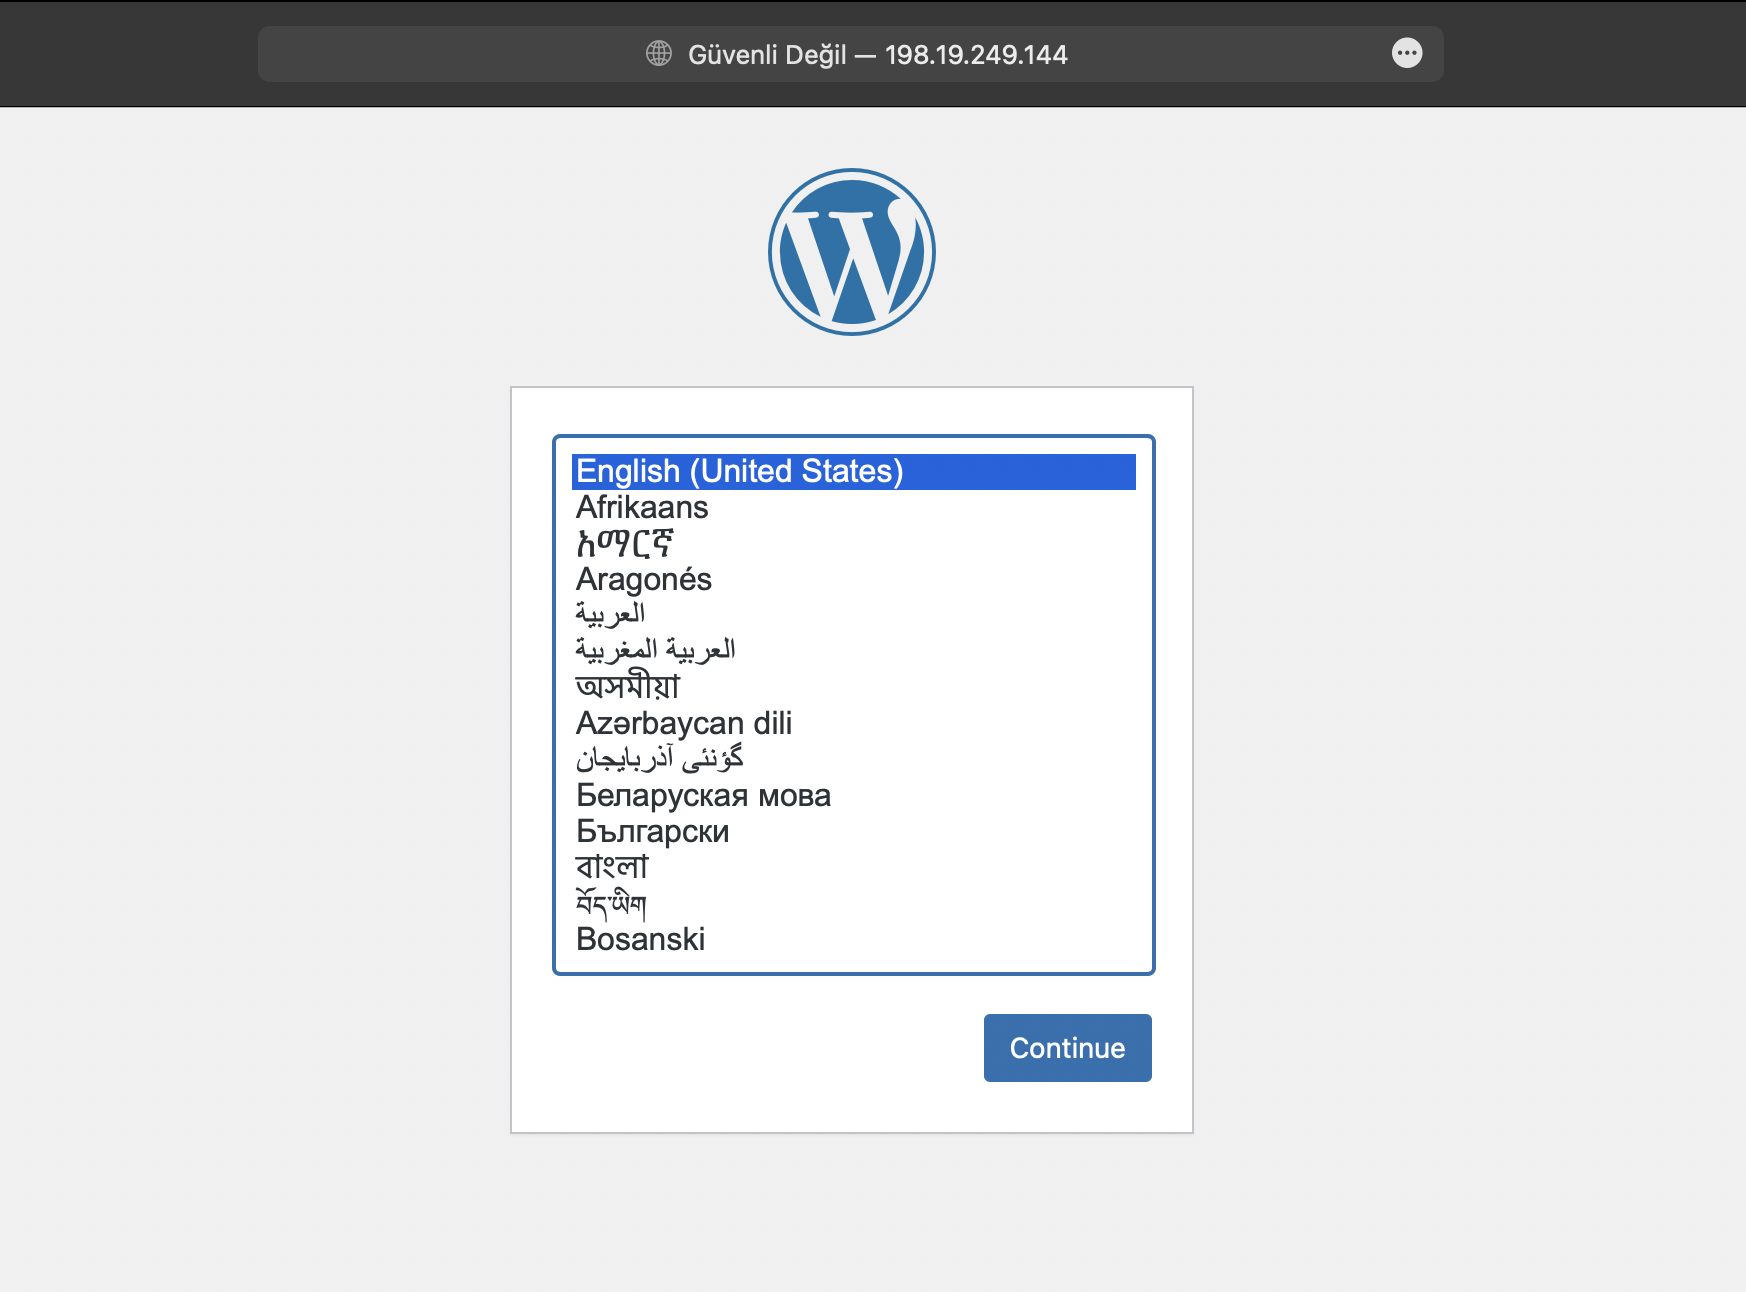 Güvenli Değil — 198.19.249.144
English (United States)
Afrikaans
አማርኛ
Aragonés
العربية
العربية المغربية
অসমীয়া
Azərbaycan dili
گؤنئی آذربایجان
Беларуская мова
Български
বাংলা
བོད་ཡིག
Bosanski
Continue